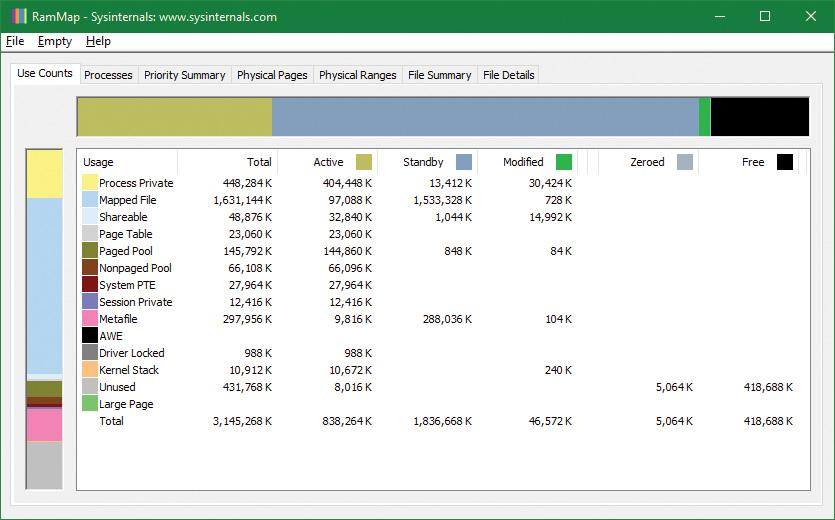 RamMap - Sysinternals: www.sysinternals.com
File Empty Help
Use Counts Processes Priority Summary Physical Pages Physical Ranges File Summary File Details
Usage Total Active Standby Modified Zeroed Free
Process Private 448,284 K 404,448 K 13,412 K 30,424 K
Mapped File 1,631,144 K 97,088 K 1,533,328 K 728 K
Shareable 48,876 K 32,840 K 1,044 K 14,992 K
Page Table 23,060 K 23,060 K
Paged Pool 145,792 K 144,860 K 848 K 84 K
Nonpaged Pool 66,108 K 66,096 K
System PTE 27,964 K 27,964 K
Session Private 12,416 K 12,416 K
Metafile 297,956 K 9,816 K 288,036 K 104 K
AWE
Driver Locked 988 K 988 K
Kernel Stack 10,912 K 10,672 K 240 K
Unused 431,768 K 8,016 K 5,064 K 418,688 K
Large Page
Total 3,145,268 K 838,264 K 1,836,668 K 46,572 K 5,064 K 418,688 K